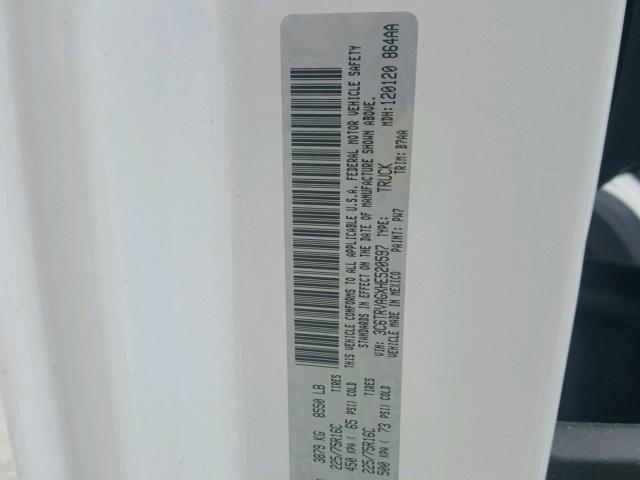 3879 KG 8550 LB
225/75R16C TIRES
450 KPA ( 65 PSI) COLD
225/75R16C TIRES
500 KPA ( 73 PSI) COLD
THIS VEHICLE CONFORMS TO ALL APPLICABLE U.S.A. FEDERAL MOTOR VEHICLE SAFETY
STANDARDS IN EFFECT ON THE DATE OF MANUFACTURE SHOWN ABOVE.
VIN: 3C6TRVAGXHE520597 TYPE: TRUCK MDH: 120120 864AA
VEHICLE MADE IN MEXICO PAINT: PW7 TRIM: B7AA